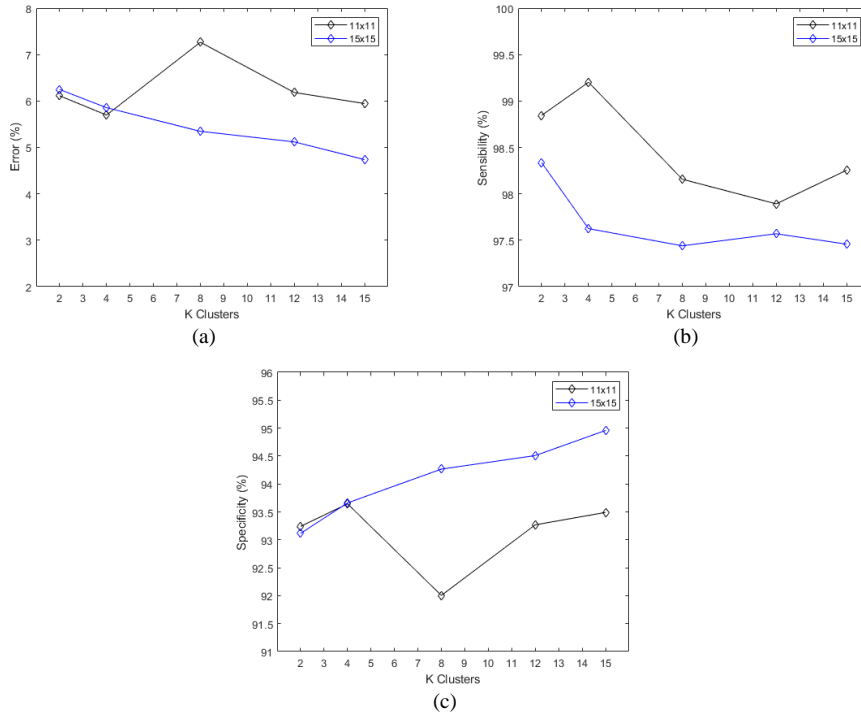 8
7
6
5
4
3
2
Error (%)
2 3 4 5 6 7 8 9 10 11 12 13 14 15
K Clusters
11x11
15x15
(a)
100
99.5
99
98.5
98
97.5
97
Sensibility (%)
2 3 4 5 6 7 8 9 10 11 12 13 14 15
K Clusters
11x11
15x15
(b)
96
95.5
95
94.5
94
93.5
93
92.5
92
91.5
91
Specificity (%)
2 3 4 5 6 7 8 9 10 11 12 13 14 15
K Clusters
11x11
15x15
(c)